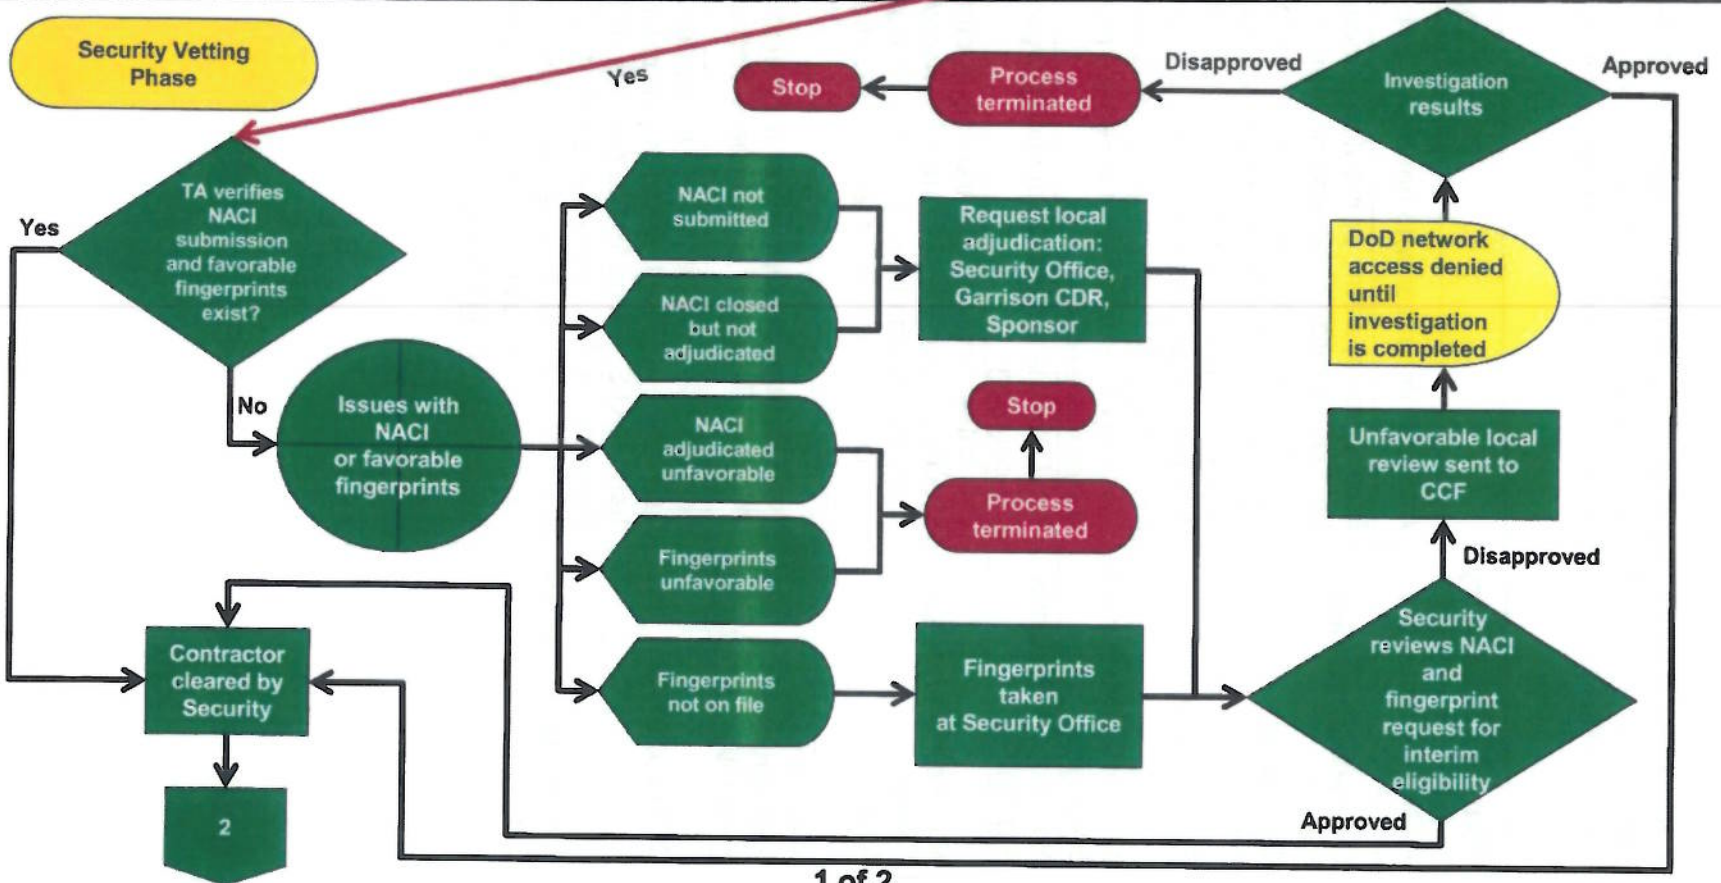 Security Vetting
Phase
Yes
Stop
Process
terminated
Disapproved
Investigation
results
Approved
TA verifies
NACI
submission
and favorable
fingerprints
exist?
Yes
No
Issues with
NACI
or favorable
fingerprints
NACI not
submitted
NACI closed
but not
adjudicated
NACI
adjudicated
unfavorable
Fingerprints
unfavorable
Fingerprints
not on file
Request local
adjudication:
Security Office,
Garrison CDR,
Sponsor
Stop
Process
terminated
Fingerprints
taken
at Security Office
DoD network
access denied
until
investigation
is completed
Unfavorable local
review sent to
CCF
Disapproved
Security
reviews NACI
and
fingerprint
request for
interim
eligibility
Approved
Contractor
cleared by
Security
2
1 of 2